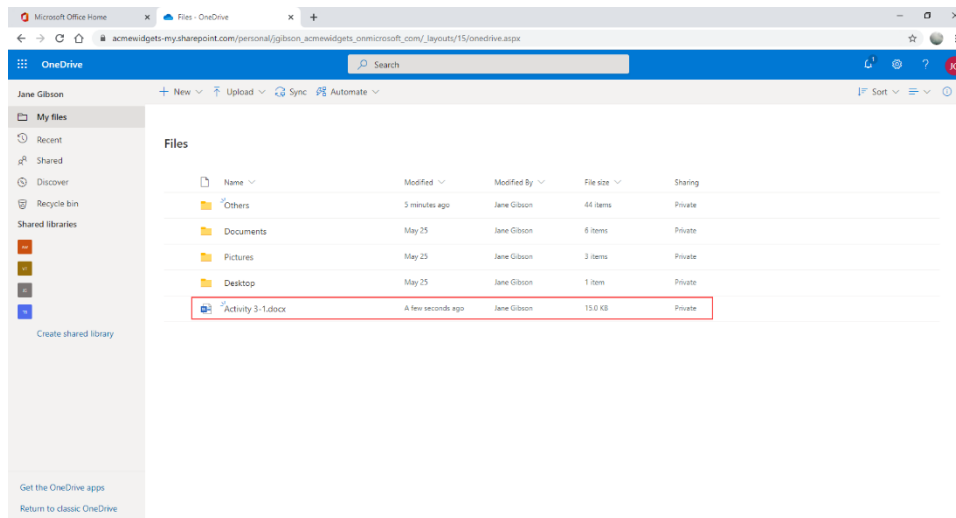 Microsoft Office Home
Files - OneDrive
acmewidgets-my.sharepoint.com/personal/jgibson_acmewidgets_onmicrosoft_com/_layouts/15/onedrive.aspx
OneDrive
Search
1
?
Jane Gibson
New
Upload
Sync
Automate
Sort
My files
Recent
Shared
Discover
Recycle bin
Shared libraries
Create shared library
Get the OneDrive apps
Return to classic OneDrive
Files
Name Modified Modified By File size Sharing
Others 5 minutes ago Jane Gibson 44 items Private
Documents May 25 Jane Gibson 6 items Private
Pictures May 25 Jane Gibson 3 items Private
Desktop May 25 Jane Gibson 1 item Private
Activity 3-1.docx A few seconds ago Jane Gibson 15.0 KB Private